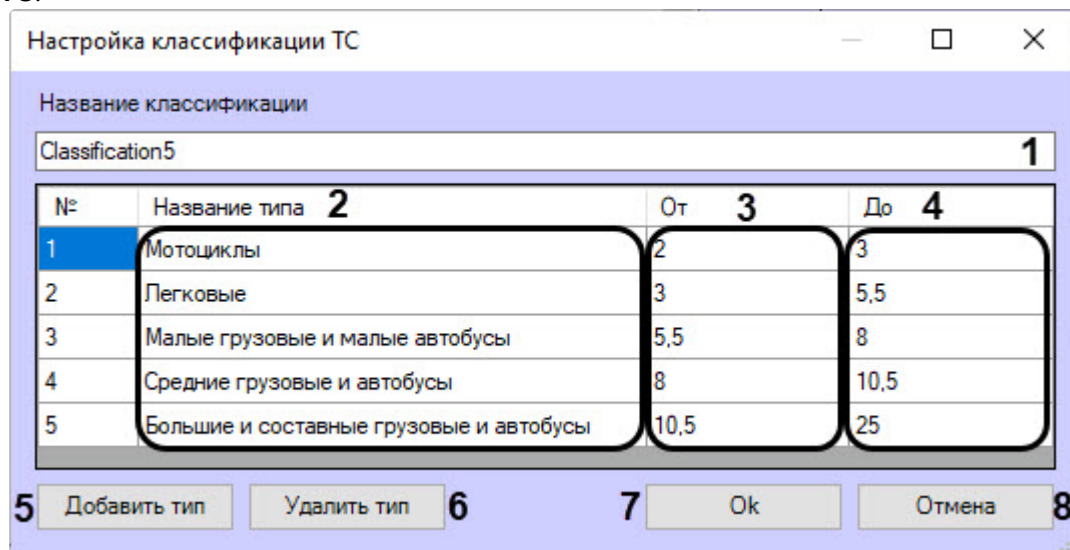 Настройка классификации ТС
Название классификации
Classification5 1
№ Название типа 2 От 3 До 4
1 Мотоциклы 2 3
2 Легковые 3 5,5
3 Малые грузовые и малые автобусы 5,5 8
4 Средние грузовые и автобусы 8 10,5
5 Большие и составные грузовые и автобусы 10,5 25
5 Добавить тип Удалить тип 6 7 Ok Отмена 8